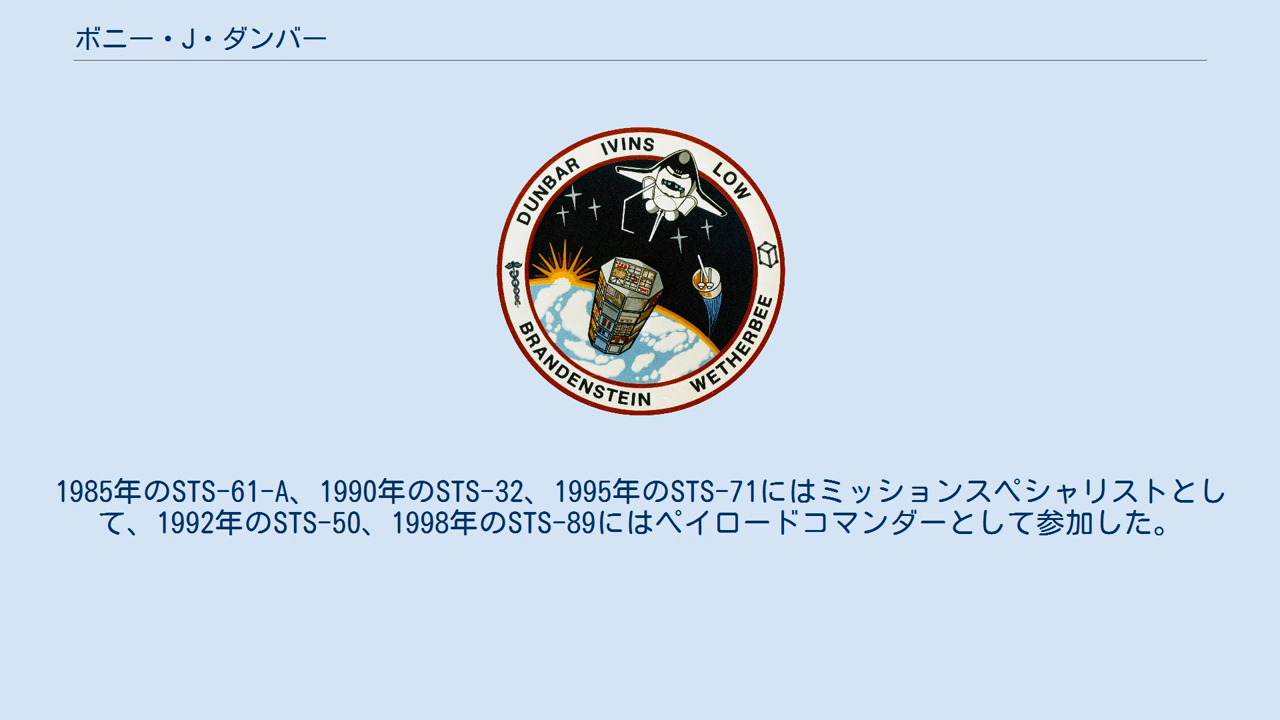 ボニー・J・ダンバー
DUNBAR IVINS LOW
BRANDENSTEIN WETHERBEE
1985年のSTS-61-A、1990年のSTS-32、1995年のSTS-71にはミッションスペシャリストとし
て、1992年のSTS-50、1998年のSTS-89にはペイロードコマンダーとして参加した。